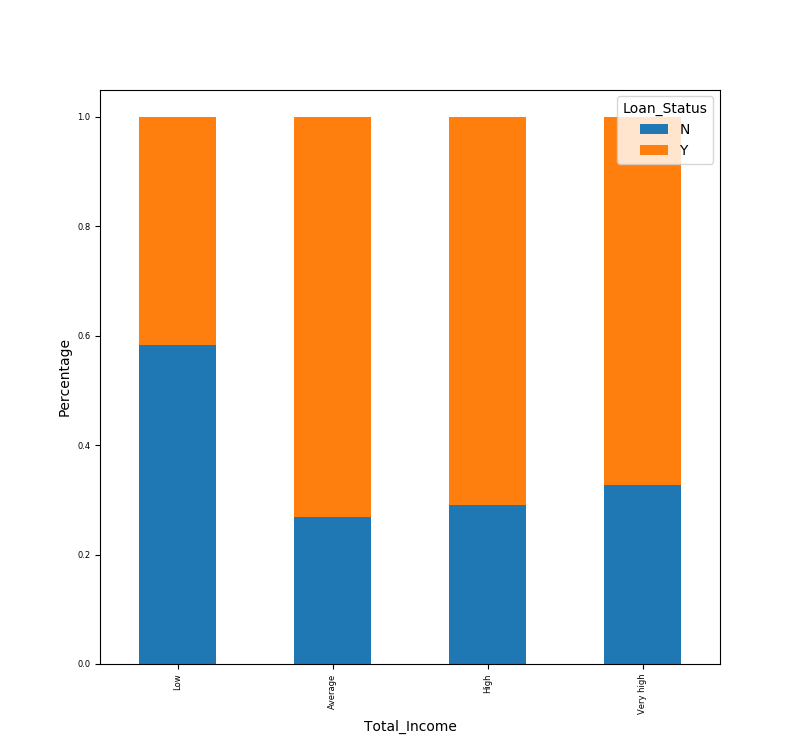 Loan_Status
N
Y
1.0
0.8
0.6
0.4
0.2
0.0
Percentage
Low
Average
High
Very high
Total_Income